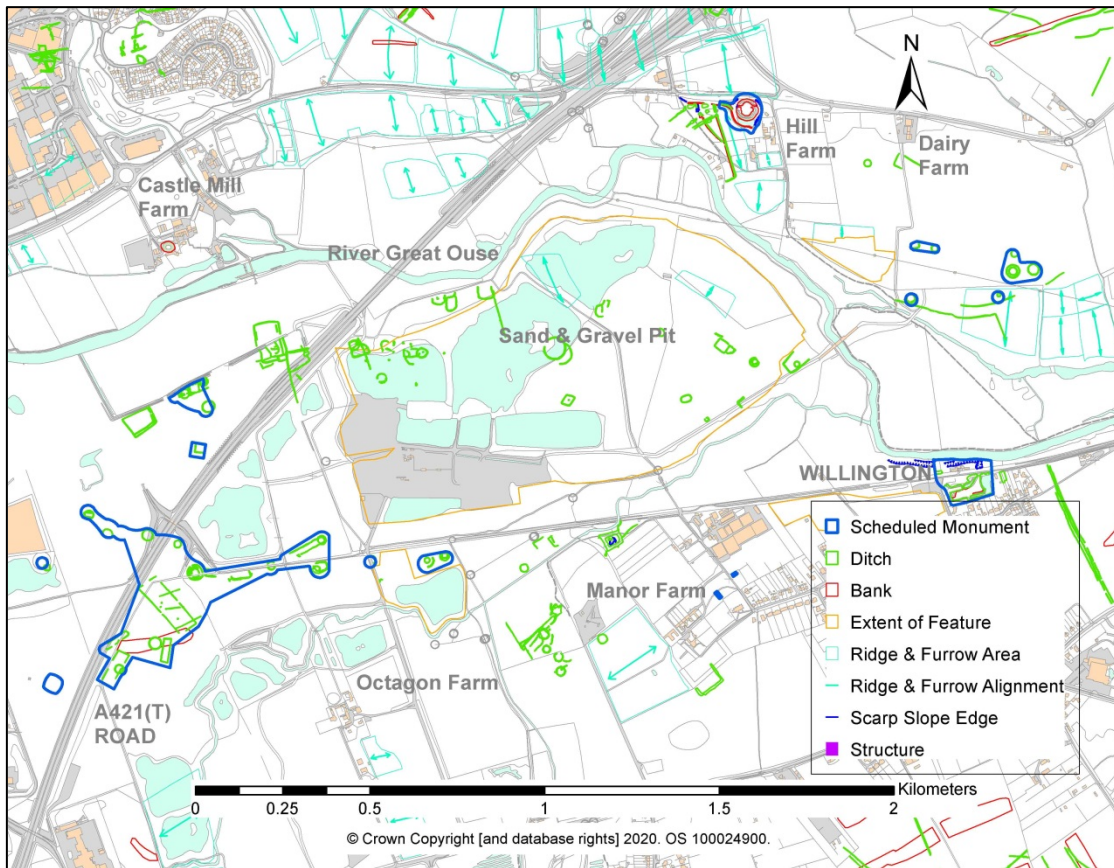 N
Hill
Farm
Dairy
Farm
Castle Mill
Farm
River Great Ouse
Sand & Gravel Pit
WILLINGTON
Scheduled Monument
Ditch
Bank
Extent of Feature
Ridge & Furrow Area
Ridge & Furrow Alignment
Scarp Slope Edge
Structure
Manor Farm
Octagon Farm
A421(T)
ROAD
Kilometers
0 0.25 0.5 1 1.5 2
© Crown Copyright [and database rights] 2020. OS 100024900.